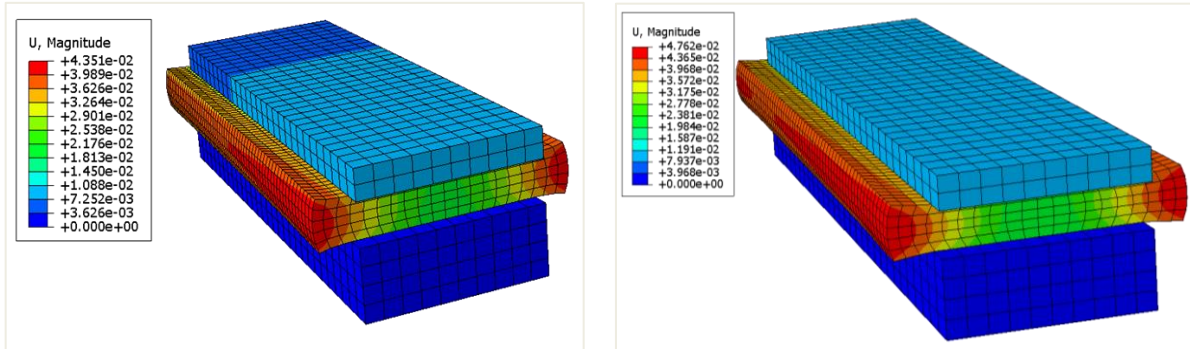 U, Magnitude
+4.351e-02
+3.989e-02
+3.626e-02
+3.264e-02
+2.901e-02
+2.538e-02
+2.176e-02
+1.813e-02
+1.450e-02
+1.088e-02
+7.252e-03
+3.626e-03
+0.000e+00
U, Magnitude
+4.762e-02
+4.365e-02
+3.968e-02
+3.572e-02
+3.175e-02
+2.778e-02
+2.381e-02
+1.984e-02
+1.587e-02
+1.191e-02
+7.937e-03
+3.968e-03
+0.000e+00